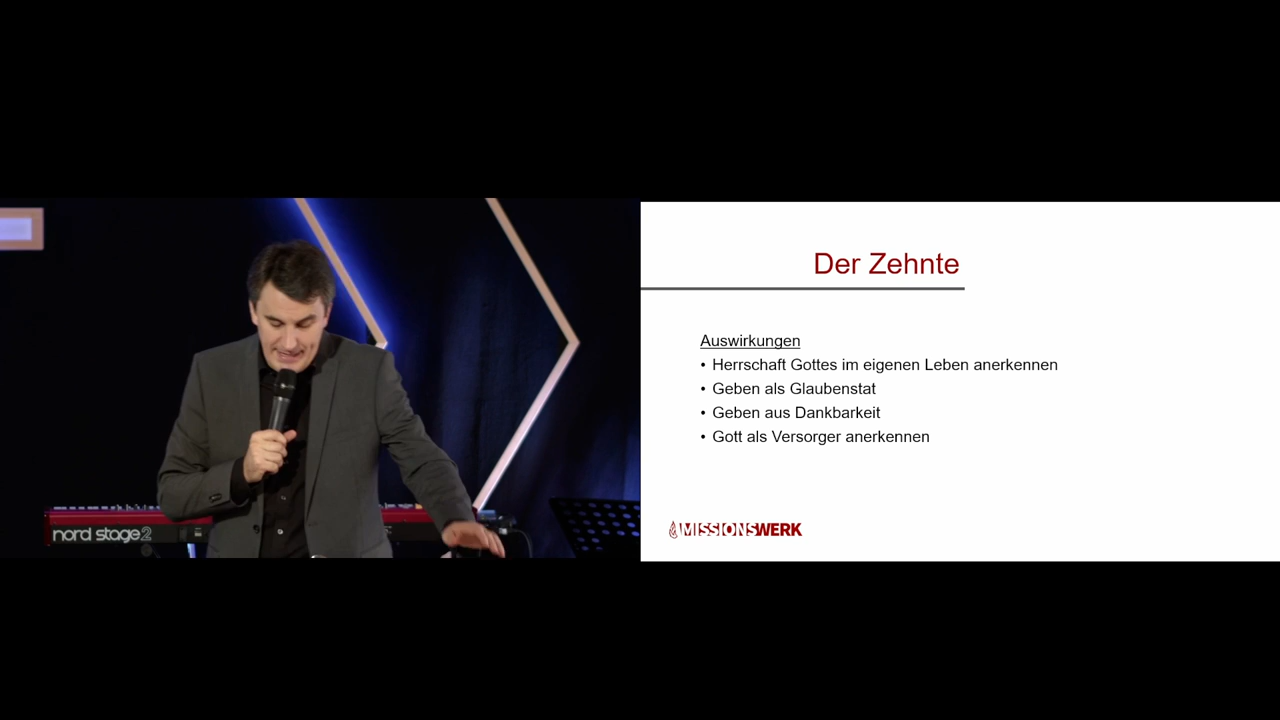 nord stage2
Der Zehnte
Auswirkungen
• Herrschaft Gottes im eigenen Leben anerkennen
• Geben als Glaubenstat
• Geben aus Dankbarkeit
• Gott als Versorger anerkennen
MISSIONSWERK